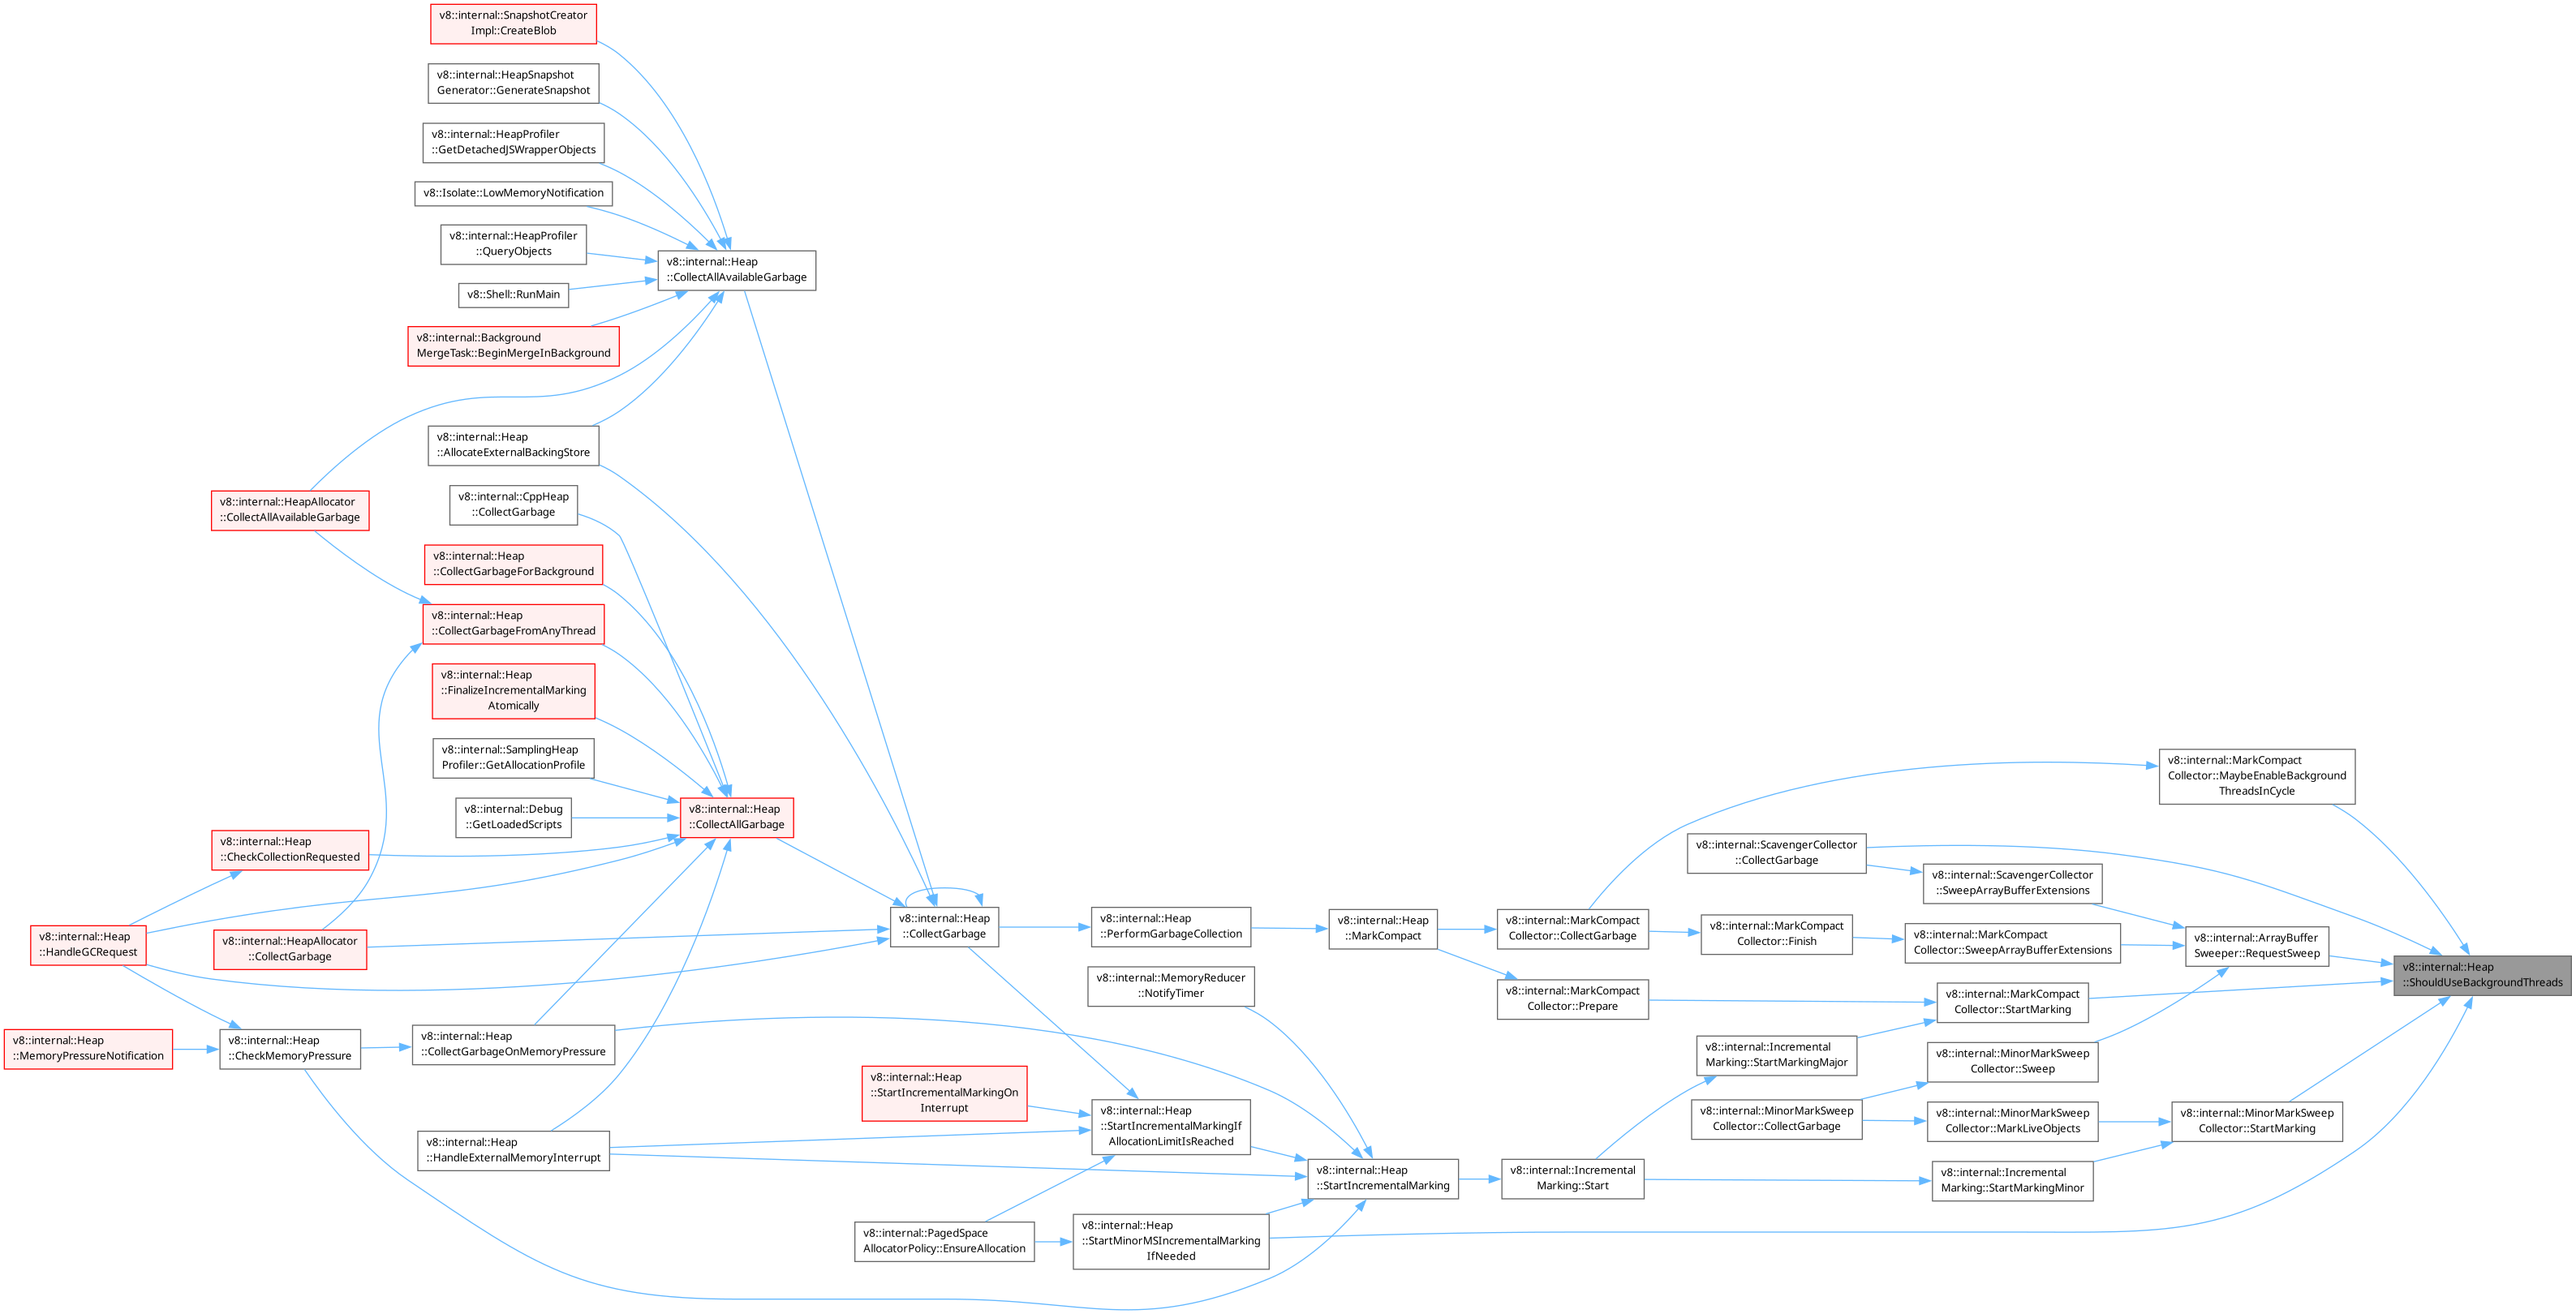 v8::internal::SnapshotCreator
Impl::CreateBlob
v8::internal::HeapSnapshot
Generator::GenerateSnapshot
v8::internal::HeapProfiler
::GetDetachedJSWrapperObjects
v8::Isolate::LowMemoryNotification
v8::internal::HeapProfiler
::QueryObjects
v8::internal::Heap
::CollectAllAvailableGarbage
v8::Shell::RunMain
v8::internal::Background
MergeTask::BeginMergeInBackground
v8::internal::Heap
::AllocateExternalBackingStore
v8::internal::HeapAllocator
::CollectAllAvailableGarbage
v8::internal::CppHeap
::CollectGarbage
v8::internal::Heap
::CollectGarbageForBackground
v8::internal::Heap
::CollectGarbageFromAnyThread
v8::internal::Heap
::FinalizeIncrementalMarking
Atomically
v8::internal::SamplingHeap
Profiler::GetAllocationProfile
v8::internal::Debug
::GetLoadedScripts
v8::internal::Heap
::CollectAllGarbage
v8::internal::Heap
::CheckCollectionRequested
v8::internal::Heap
::HandleGCRequest
v8::internal::HeapAllocator
::CollectGarbage
v8::internal::Heap
::CollectGarbage
v8::internal::Heap
::PerformGarbageCollection
v8::internal::Heap
::MarkCompact
v8::internal::MarkCompact
Collector::CollectGarbage
v8::internal::MarkCompact
Collector::Finish
v8::internal::MarkCompact
Collector::SweepArrayBufferExtensions
v8::internal::ScavengerCollector
::CollectGarbage
v8::internal::ScavengerCollector
::SweepArrayBufferExtensions
v8::internal::MarkCompact
Collector::MaybeEnableBackground
ThreadsInCycle
v8::internal::ArrayBuffer
Sweeper::RequestSweep
v8::internal::Heap
::ShouldUseBackgroundThreads
v8::internal::MemoryReducer
::NotifyTimer
v8::internal::MarkCompact
Collector::Prepare
v8::internal::MarkCompact
Collector::StartMarking
v8::internal::Heap
::MemoryPressureNotification
v8::internal::Heap
::CheckMemoryPressure
v8::internal::Heap
::CollectGarbageOnMemoryPressure
v8::internal::Incremental
Marking::StartMarkingMajor
v8::internal::MinorMarkSweep
Collector::Sweep
v8::internal::Heap
::StartIncrementalMarkingOn
Interrupt
v8::internal::Heap
::StartIncrementalMarkingIf
AllocationLimitIsReached
v8::internal::MinorMarkSweep
Collector::CollectGarbage
v8::internal::MinorMarkSweep
Collector::MarkLiveObjects
v8::internal::MinorMarkSweep
Collector::StartMarking
v8::internal::Heap
::HandleExternalMemoryInterrupt
v8::internal::Heap
::StartIncrementalMarking
v8::internal::Incremental
Marking::Start
v8::internal::Incremental
Marking::StartMarkingMinor
v8::internal::PagedSpace
AllocatorPolicy::EnsureAllocation
v8::internal::Heap
::StartMinorMSIncrementalMarking
IfNeeded